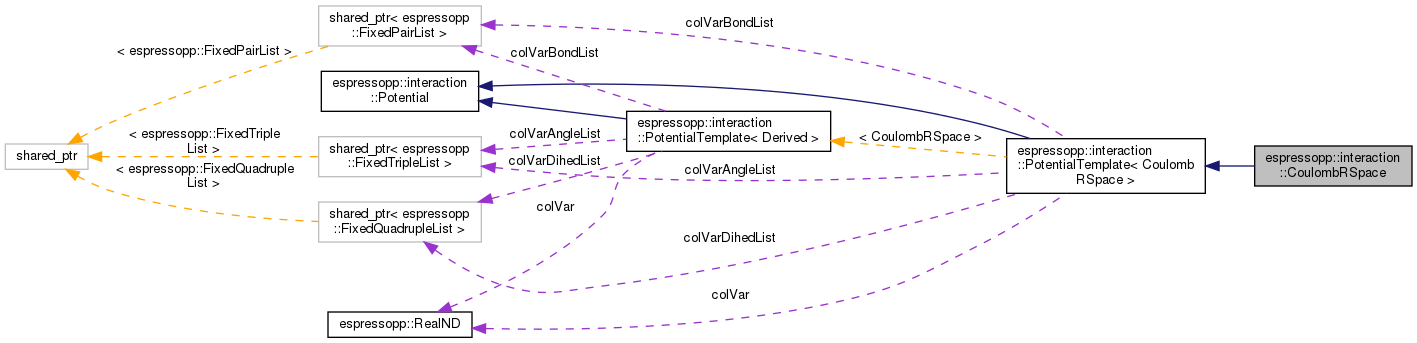 shared_ptr< espressopp
::FixedPairList >
colVarBondList
< espressopp::FixedPairList >
colVarBondList
espressopp::interaction
::Potential
espressopp::interaction
::PotentialTemplate< Derived >
< espressopp::FixedTriple
List >
shared_ptr
shared_ptr< espressopp
::FixedTripleList >
colVarAngleList
< CoulombRSpace >
espressopp::interaction
::PotentialTemplate< Coulomb
RSpace >
espressopp::interaction
::CoulombRSpace
< espressopp::FixedQuadruple
List >
colVarDihedList
colVarAngleList
shared_ptr< espressopp
::FixedQuadrupleList >
colVar
colVarDihedList
colVar
espressopp::RealND